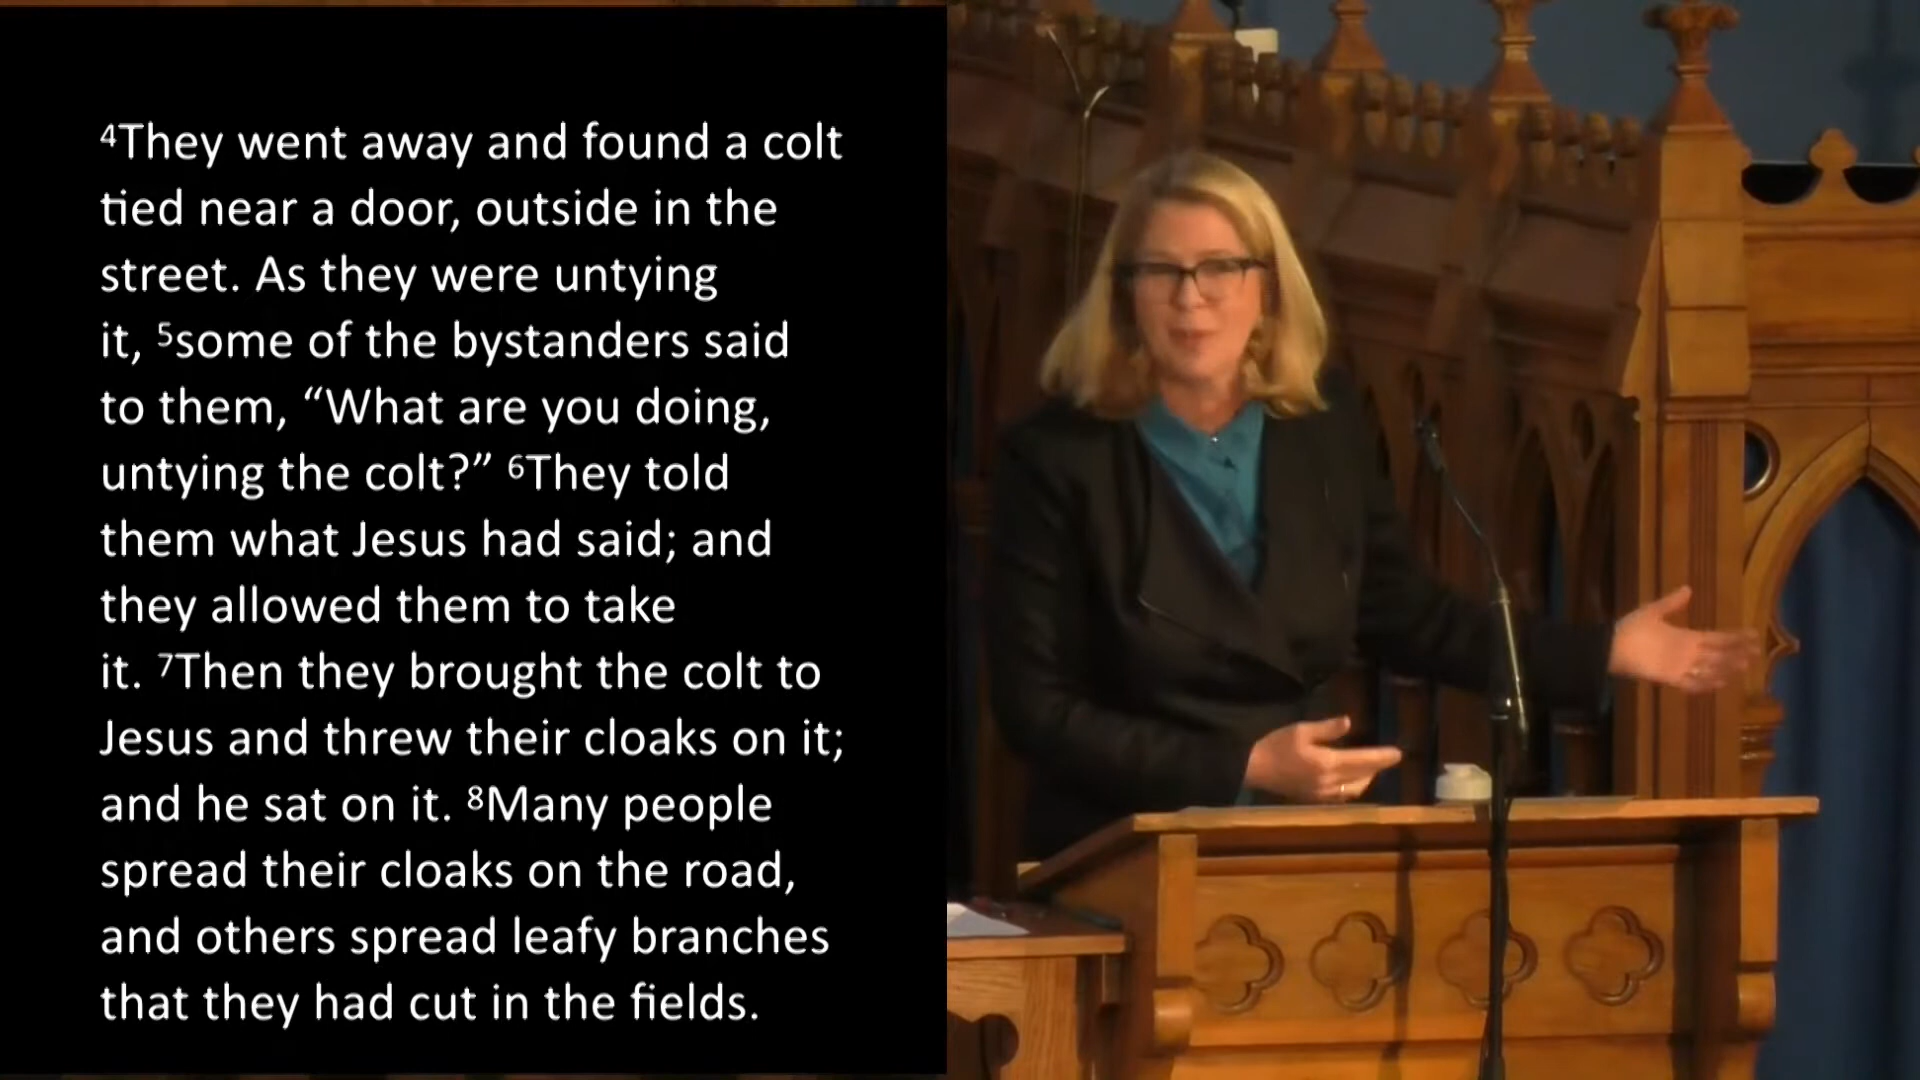 ⁴They went away and found a colt
tied near a door, outside in the
street. As they were untying
it, ⁵some of the bystanders said
to them, “What are you doing,
untying the colt?” ⁶They told
them what Jesus had said; and
they allowed them to take
it. ⁷Then they brought the colt to
Jesus and threw their cloaks on it;
and he sat on it. ⁸Many people
spread their cloaks on the road,
and others spread leafy branches
that they had cut in the fields.